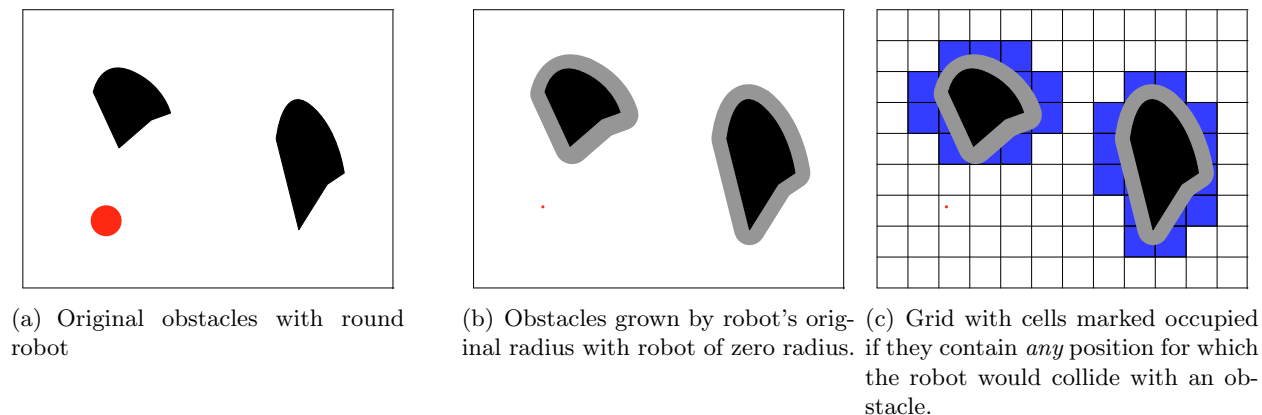 (a) Original obstacles with round
robot
(b) Obstacles grown by robot's orig-
inal radius with robot of zero radius.
(c) Grid with cells marked occupied
if they contain any position for which
the robot would collide with an ob-
stacle.